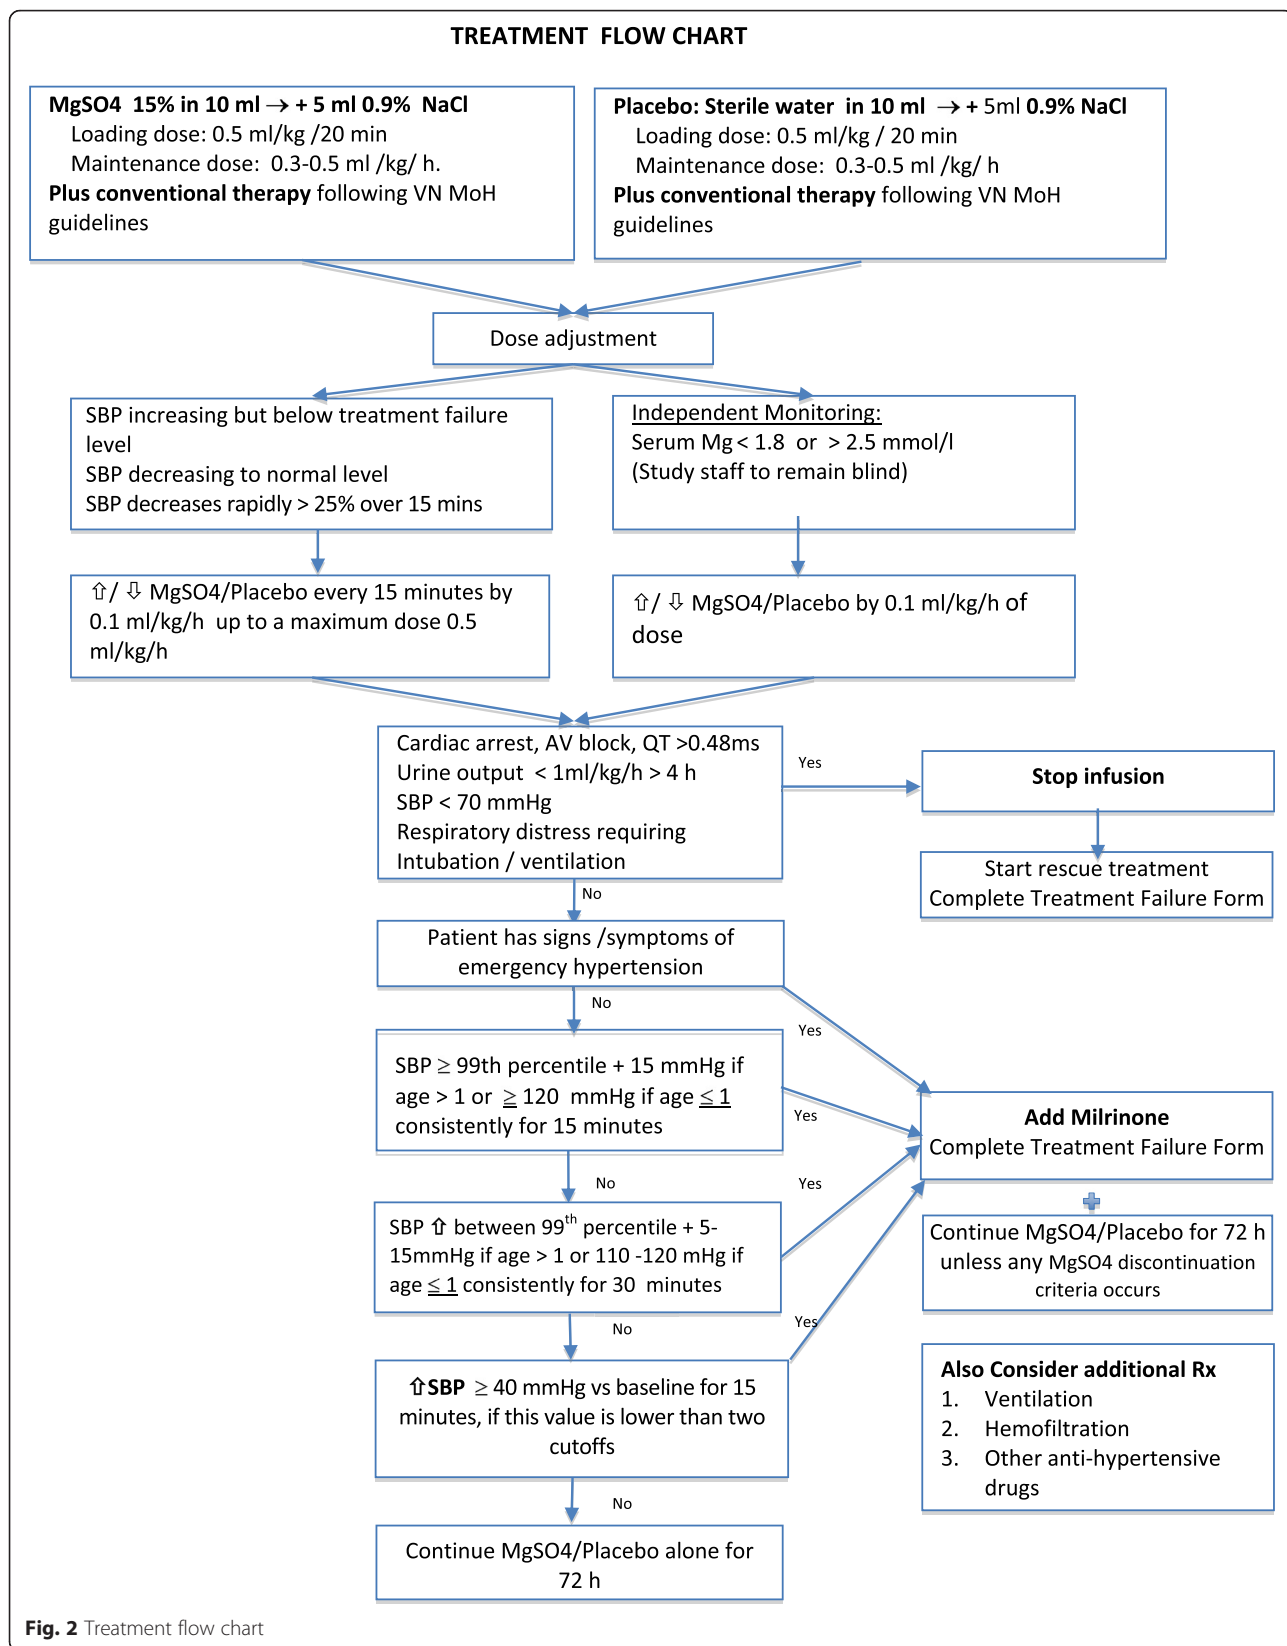 TREATMENT FLOW CHART
MgSO4 15% in 10 ml → + 5 ml 0.9% NaCl
Loading dose: 0.5 ml/kg /20 min
Maintenance dose: 0.3-0.5 ml /kg/ h.
Plus conventional therapy following VN MoH
guidelines
Placebo: Sterile water in 10 ml → + 5ml 0.9% NaCl
Loading dose: 0.5 ml/kg / 20 min
Maintenance dose: 0.3-0.5 ml /kg/ h
Plus conventional therapy following VN MoH
guidelines
Dose adjustment
SBP increasing but below treatment failure
level
SBP decreasing to normal level
SBP decreases rapidly > 25% over 15 mins
Independent Monitoring:
Serum Mg < 1.8 or > 2.5 mmol/l
(Study staff to remain blind)
⇧/ ⇩ MgSO4/Placebo every 15 minutes by
0.1 ml/kg/h up to a maximum dose 0.5
ml/kg/h
⇧/ ⇩ MgSO4/Placebo by 0.1 ml/kg/h of
dose
Cardiac arrest, AV block, QT >0.48ms
Urine output < 1ml/kg/h > 4 h
SBP < 70 mmHg
Respiratory distress requiring
Intubation / ventilation
Yes
Stop infusion
Start rescue treatment
Complete Treatment Failure Form
No
Patient has signs /symptoms of
emergency hypertension
No
Yes
SBP ≥ 99th percentile + 15 mmHg if
age > 1 or ≥ 120 mmHg if age ≤ 1
consistently for 15 minutes
Yes
Add Milrinone
Complete Treatment Failure Form
No
Yes
SBP ⇧ between 99th percentile + 5-
15mmHg if age > 1 or 110 -120 mHg if
age ≤ 1 consistently for 30 minutes
Continue MgSO4/Placebo for 72 h
unless any MgSO4 discontinuation
criteria occurs
No
Yes
⇧SBP ≥ 40 mmHg vs baseline for 15
minutes, if this value is lower than two
cutoffs
Also Consider additional Rx
1. Ventilation
2. Hemofiltration
3. Other anti-hypertensive
drugs
No
Continue MgSO4/Placebo alone for
72 h
Fig. 2 Treatment flow chart